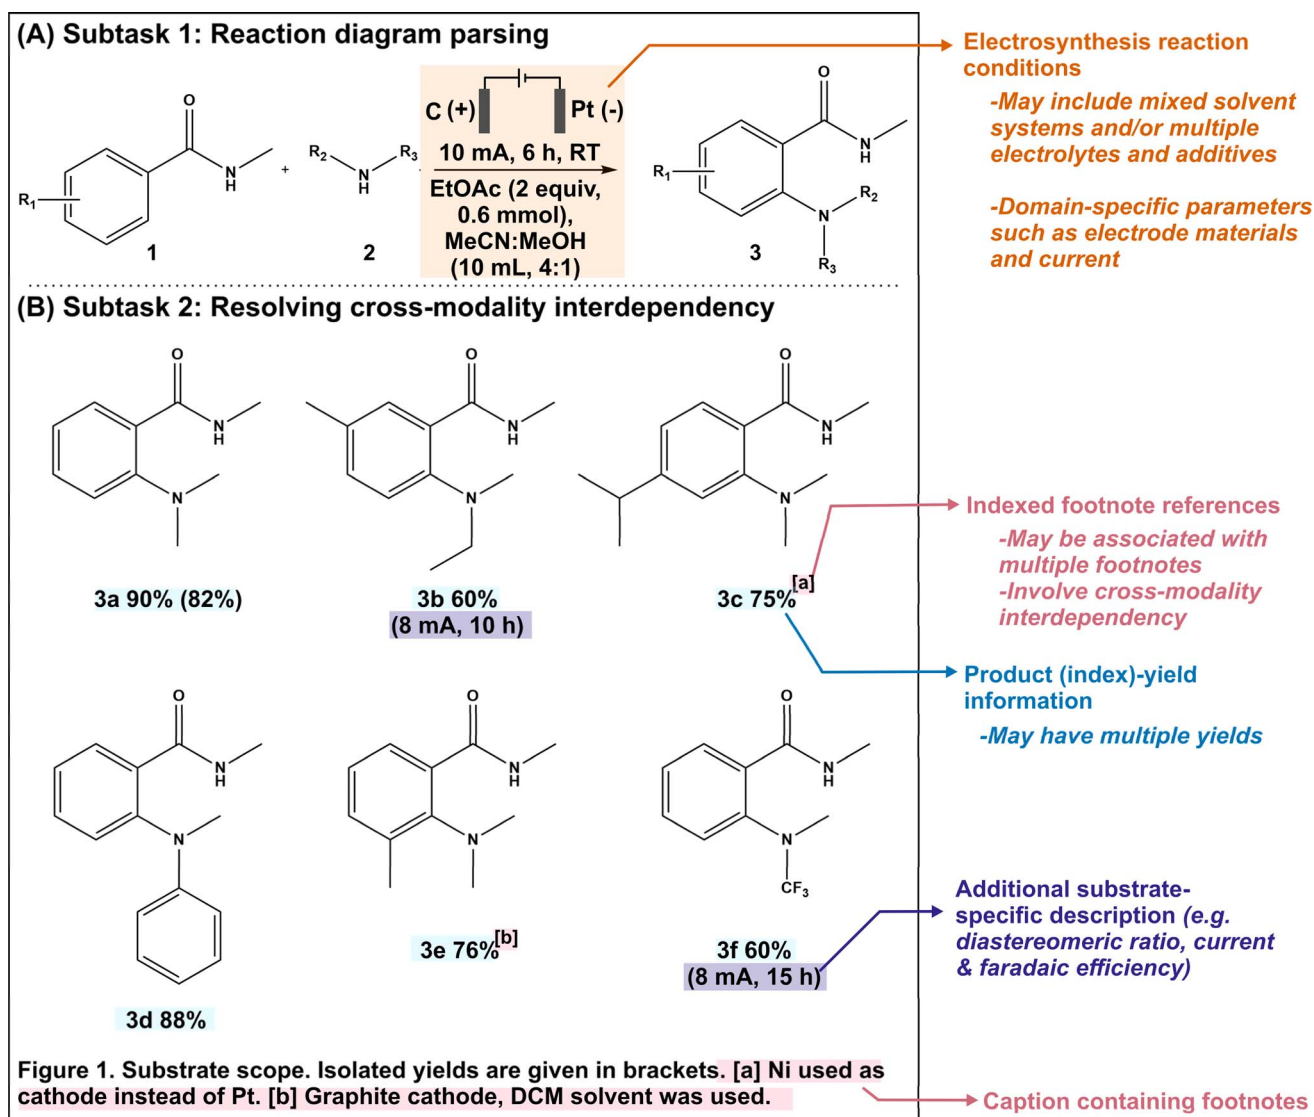 (A) Subtask 1: Reaction diagram parsing
Electrosynthesis reaction
conditions
-May include mixed solvent
systems and/or multiple
electrolytes and additives
-Domain-specific parameters
such as electrode materials
and current
O
N
H
R1
1
+
R2
R3
N
H
2
C (+)
Pt (-)
10 mA, 6 h, RT
EtOAc (2 equiv,
0.6 mmol),
MeCN:MeOH
(10 mL, 4:1)
O
N
H
R1
N
R2
R3
3
(B) Subtask 2: Resolving cross-modality interdependency
O
N
H
N
3a 90% (82%)
O
N
H
N
3b 60%
(8 mA, 10 h)
O
N
H
N
3c 75%[a]
Indexed footnote references
-May be associated with
multiple footnotes
-Involve cross-modality
interdependency
Product (index)-yield
information
-May have multiple yields
O
N
H
N
3d 88%
O
N
H
N
3e 76%[b]
O
N
H
N
CF3
3f 60%
(8 mA, 15 h)
Additional substrate-
specific description (e.g.
diastereomeric ratio, current
& faradaic efficiency)
Figure 1. Substrate scope. Isolated yields are given in brackets. [a] Ni used as
cathode instead of Pt. [b] Graphite cathode, DCM solvent was used.
Caption containing footnotes